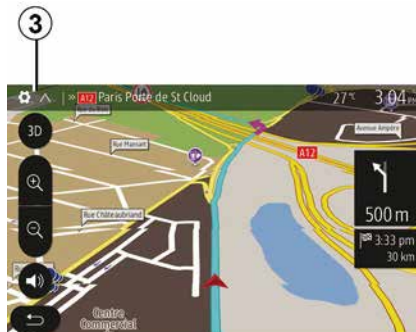 3
» A12 Paris Porte de St Cloud
27°
3:04
3D
Rue Mansart
Avenue Ampère
A12
Rue Châteaubriand
500 m
3:33 pm
30 km
Centre
Commercial